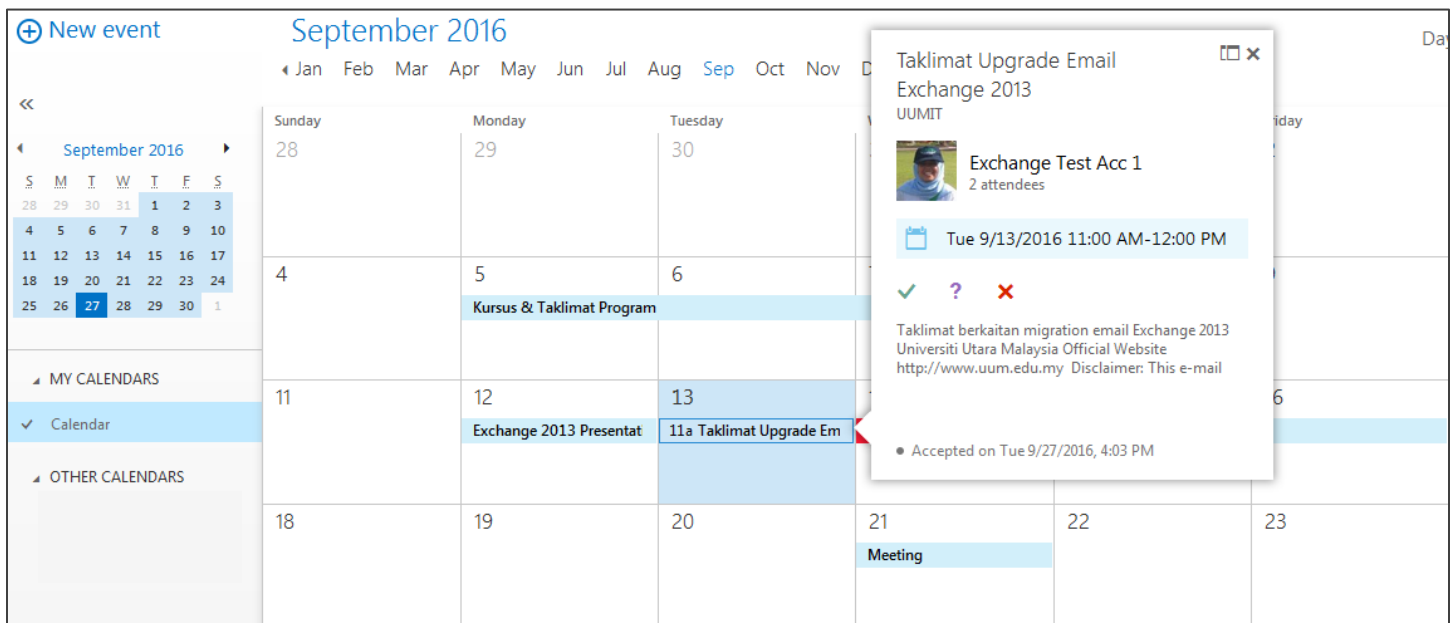 New event
«
September 2016
S M T W T F S
28 29 30 31 1 2 3
4 5 6 7 8 9 10
11 12 13 14 15 16 17
18 19 20 21 22 23 24
25 26 27 28 29 30 1
MY CALENDARS
Calendar
OTHER CALENDARS
September 2016
Jan Feb Mar Apr May Jun Jul Aug Sep Oct Nov
Sunday Monday Tuesday
28 29 30
4 5 6
Kursus & Taklimat Program
11 12 13
Exchange 2013 Presentat 11a Taklimat Upgrade Em
18 19 20 21 22 23
Meeting
Taklimat Upgrade Email
Exchange 2013
UUMIT
Exchange Test Acc 1
2 attendees
Tue 9/13/2016 11:00 AM-12:00 PM
?
Taklimat berkaitan migration email Exchange 2013
Universiti Utara Malaysia Official Website
http://www.uum.edu.my Disclaimer: This e-mail
Accepted on Tue 9/27/2016, 4:03 PM